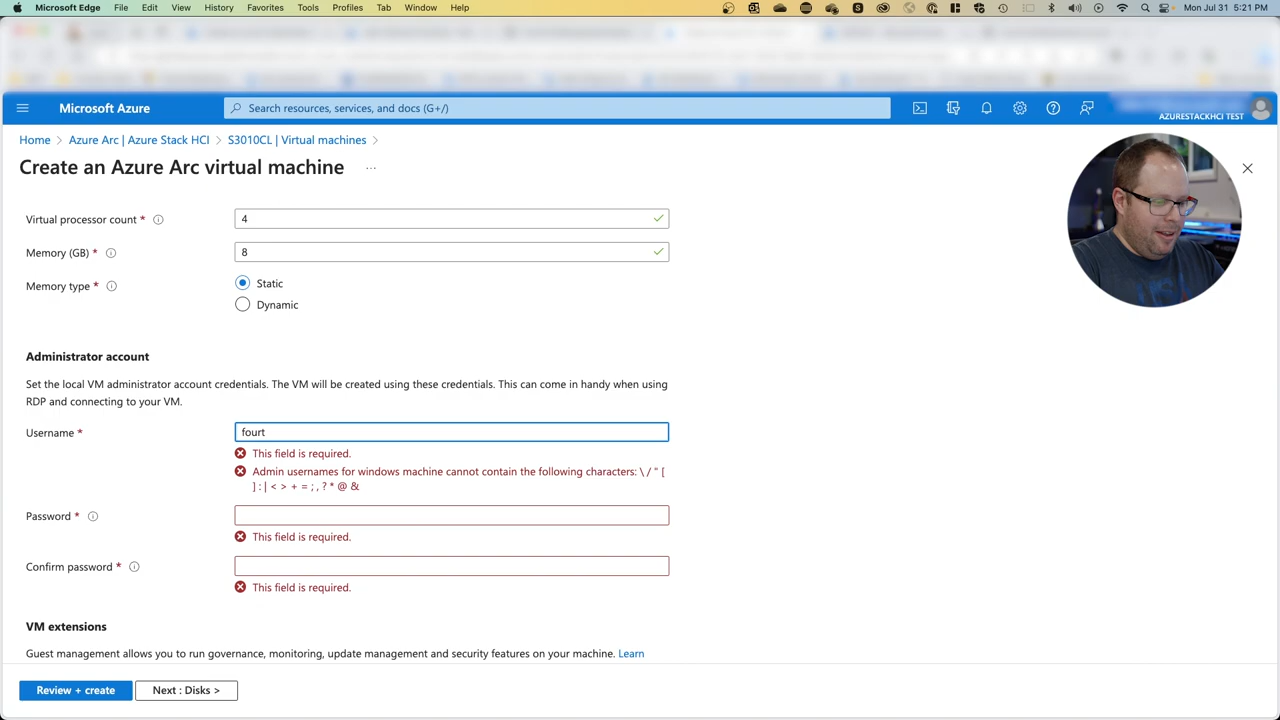 Microsoft Edge File Edit View History Favorites Tools Profiles Tab Window Help Mon Jul 31 5:21 PM
Microsoft Azure Search resources, services, and docs (G+/)
AZURESTACKHCI TEST
Home > Azure Arc | Azure Stack HCI > S3010CL | Virtual machines >
Create an Azure Arc virtual machine ...
Virtual processor count * 4
Memory (GB) * 8
Memory type * Static
Dynamic
Administrator account
Set the local VM administrator account credentials. The VM will be created using these credentials. This can come in handy when using
RDP and connecting to your VM.
Username * fourt
This field is required.
Admin usernames for windows machine cannot contain the following characters: \ / " [
] : | < > + = ; , ? * @ &
Password *
This field is required.
Confirm password *
This field is required.
VM extensions
Guest management allows you to run governance, monitoring, update management and security features on your machine. Learn
Review + create Next : Disks >